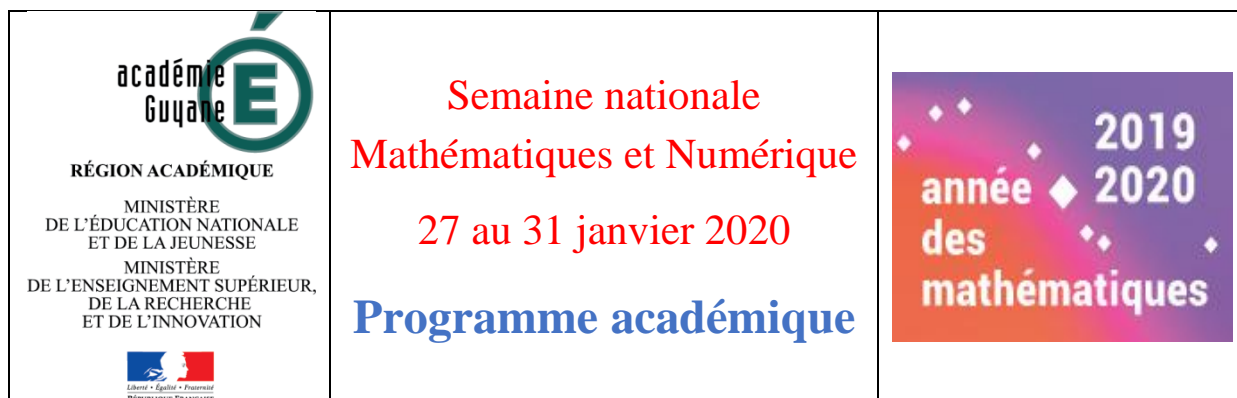 académie
Guyane
É
RÉGION ACADÉMIQUE
MINISTÈRE
DE L'ÉDUCATION NATIONALE
ET DE LA JEUNESSE
MINISTÈRE
DE L'ENSEIGNEMENT SUPÉRIEUR,
DE LA RECHERCHE
ET DE L'INNOVATION
Liberté • Égalité • Fraternité
RÉPUBLIQUE FRANÇAISE
Semaine nationale
Mathématiques et Numérique
27 au 31 janvier 2020
Programme académique
2019
année 2020
des
mathématiques